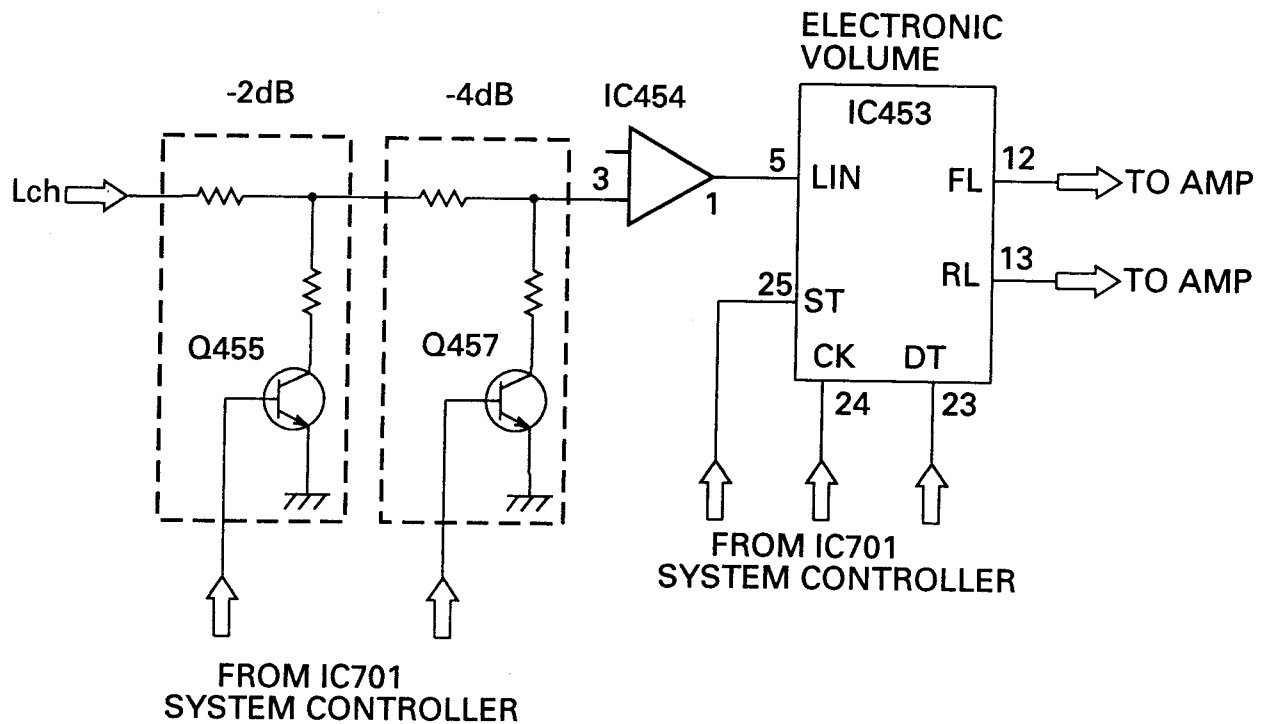 ELECTRONIC
VOLUME
-2dB
-4dB
IC454
IC453
Lch
3
1
5
LIN
FL
12
TO AMP
RL
13
TO AMP
25
ST
Q455
Q457
CK
DT
24
23
FROM IC701
SYSTEM CONTROLLER
FROM IC701
SYSTEM CONTROLLER